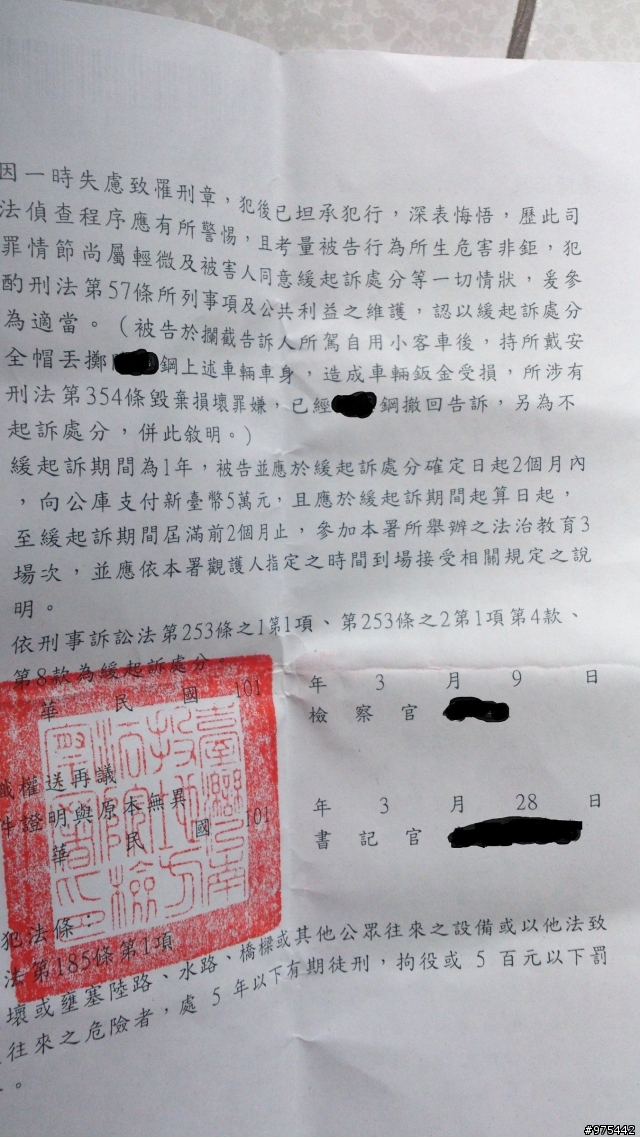 因一時失慮致罹刑章，犯後已坦承犯行，深表悔悟，歷此司
法偵查程序應有所警惕，且考量被告行為所生危害非鉅，犯
罪情節尚屬輕微及被害人同意緩起訴處分等一切情狀，爰參
酌刑法第57條所列事項及公共利益之維護，認以緩起訴處分
為適當。（被告於攔截告訴人所駕自用小客車後，持所戴安
全帽丟擲 鋼上述車輛車身，造成車輛鈑金受損，所涉有
刑法第354條毀棄損壞罪嫌，已經 鋼撤回告訴，另為不
起訴處分，併此敘明。）
緩起訴期間為1年，被告並應於緩起訴處分確定日起2個月內
，向公庫支付新臺幣5萬元，且應於緩起訴期間起算日起，
至緩起訴期間屆滿前2個月止，參加本署所舉辦之法治教育3
場次，並應依本署觀護人指定之時間到場接受相關規定之說
明。
依刑事訴訟法第253條之1第1項、第253條之2第1項第4款、
第8款為緩起訴處分
華 民 國 101 年 3 月 9 日
檢 察 官
職權送再議
件證明與原本無異
華 民 國 101 年 3 月 28 日
書 記 官
臺灣南投地方法院檢察署印
犯法條：
法第185條第1項
壞或壅塞陸路、水路、橋樑或其他公眾往來之設備或以他法致
往來之危險者，處 5 年以下有期徒刑，拘役或 5 百元以下罰
。
#975442